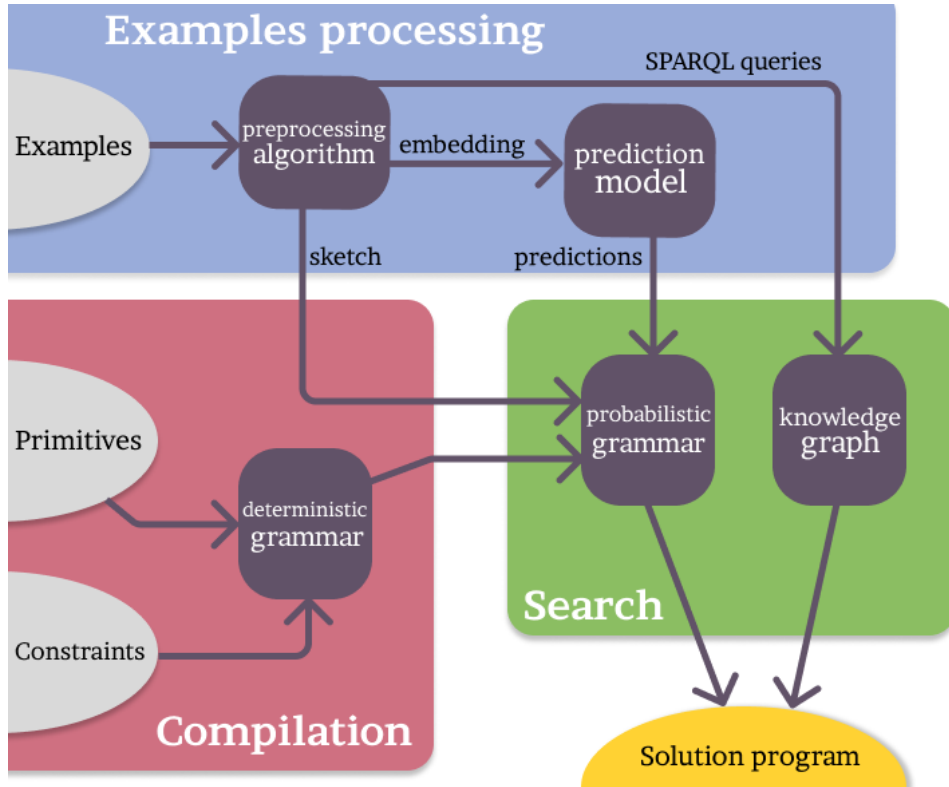 Examples processing
SPARQL queries
Examples
preprocessing
algorithm
embedding
prediction
model
sketch
predictions
Primitives
probabilistic
grammar
knowledge
graph
deterministic
grammar
Search
Constraints
Compilation
Solution program